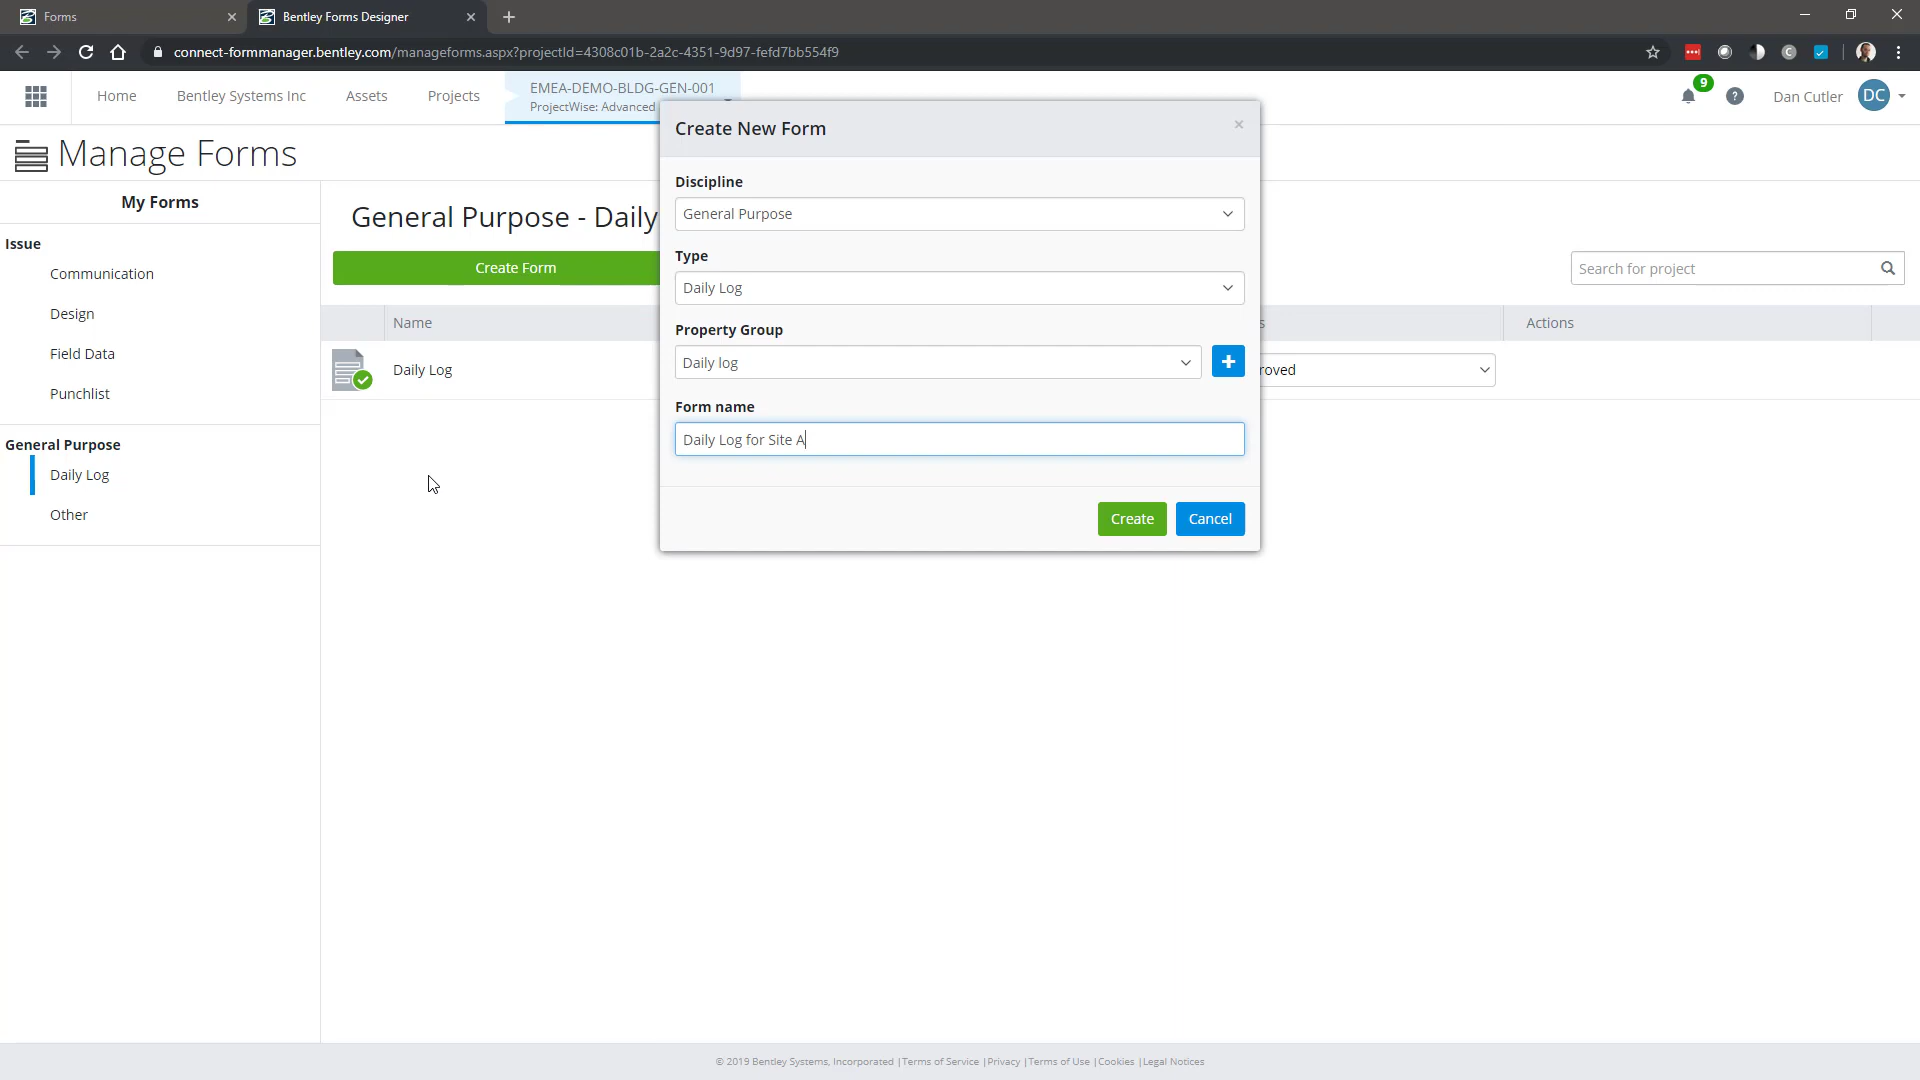 Forms
Bentley Forms Designer
connect-formmanager.bentley.com/manageforms.aspx?projectId=4308c01b-2a2c-4351-9d97-fefd7bb554f9
Home
Bentley Systems Inc
Assets
Projects
EMEA-DEMO-BLDG-GEN-001
ProjectWise: Advanced
9
Dan Cutler
DC
Manage Forms
My Forms
Issue
Communication
Design
Field Data
Punchlist
General Purpose
Daily Log
Other
General Purpose - Daily
Create Form
Search for project
Name
s
Actions
Daily Log
roved
Create New Form
Discipline
General Purpose
Type
Daily Log
Property Group
Daily log
Form name
Daily Log for Site A
Create
Cancel
© 2019 Bentley Systems, Incorporated |Terms of Service |Privacy |Terms of Use |Cookies |Legal Notices